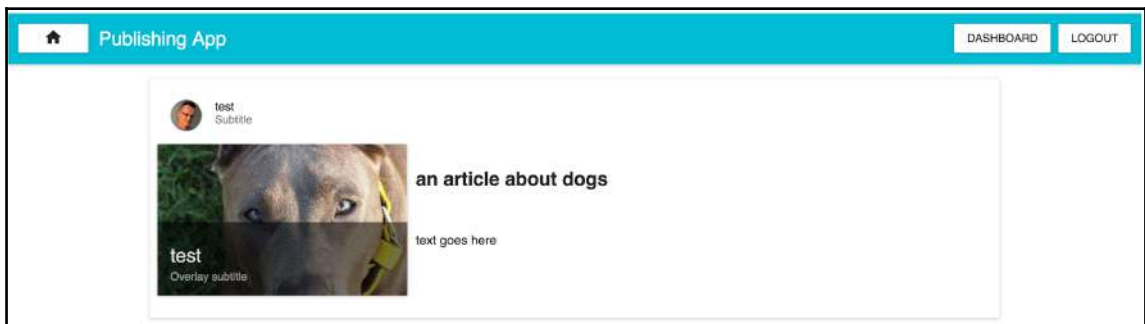 Publishing App
DASHBOARD
LOGOUT
test
Subtitle
an article about dogs
text goes here
test
Overlay subtitle